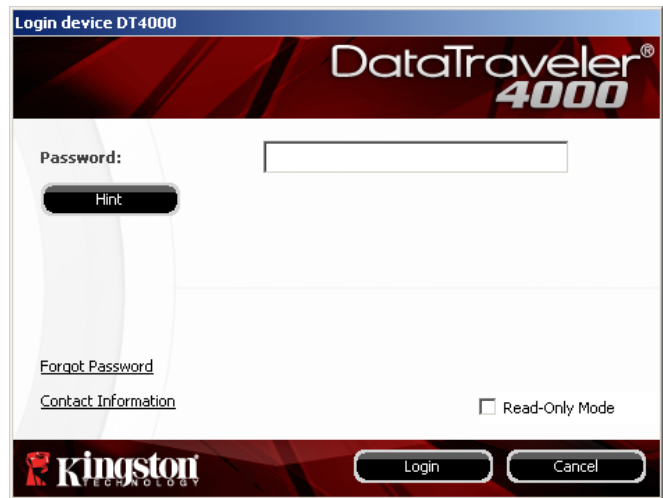 Login device DT4000
DataTraveler®
4000
Password:
Hint
Forgot Password
Contact Information
Read-Only Mode
Kingston
TECHNOLOGY
Login
Cancel